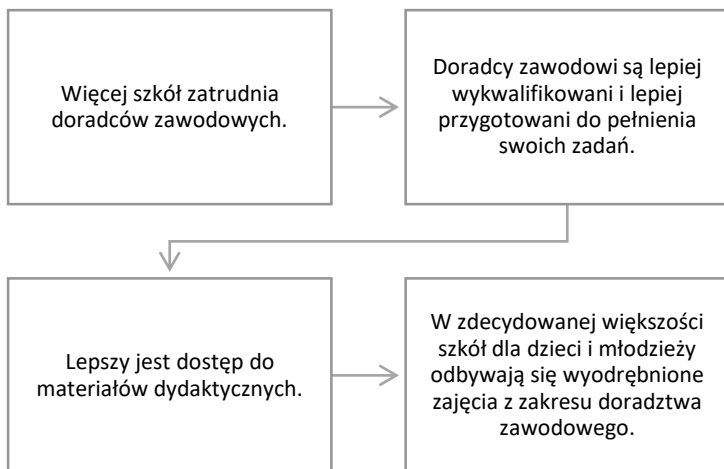 Więcej szkół zatrudnia
doradców zawodowych.
Doradcy zawodowi są lepiej
wykwalifikowani i lepiej
przygotowani do pełnienia
swoich zadań.
Lepszy jest dostęp do
materiałów dydaktycznych.
W zdecydowanej większości
szkół dla dzieci i młodzieży
odbywają się wyodrębnione
zajęcia z zakresu doradztwa
zawodowego.